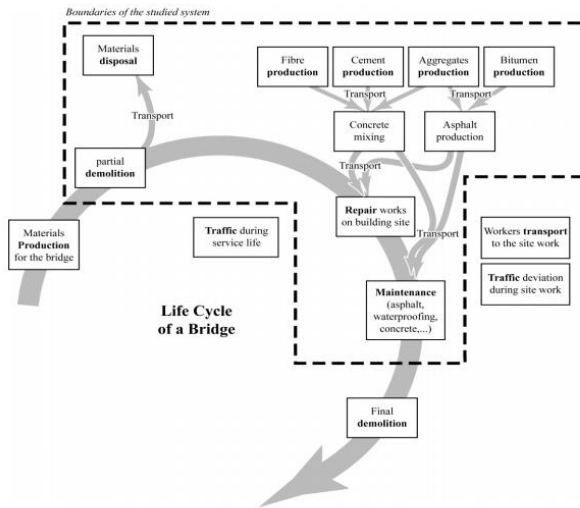 Boundaries of the studied system
Materials
disposal
Fibre
production
Cement
production
Aggregates
production
Bitumen
production
Transport
Transport
Transport
Concrete
mixing
Asphalt
production
partial
demolition
Transport
Materials
Production
for the bridge
Traffic during
service life
Repair works
on building site
Transport
Workers transport
to the site work
Traffic deviation
during site work
Life Cycle
of a Bridge
Maintenance
(asphalt,
waterproofing,
concrete,...)
Final
demolition